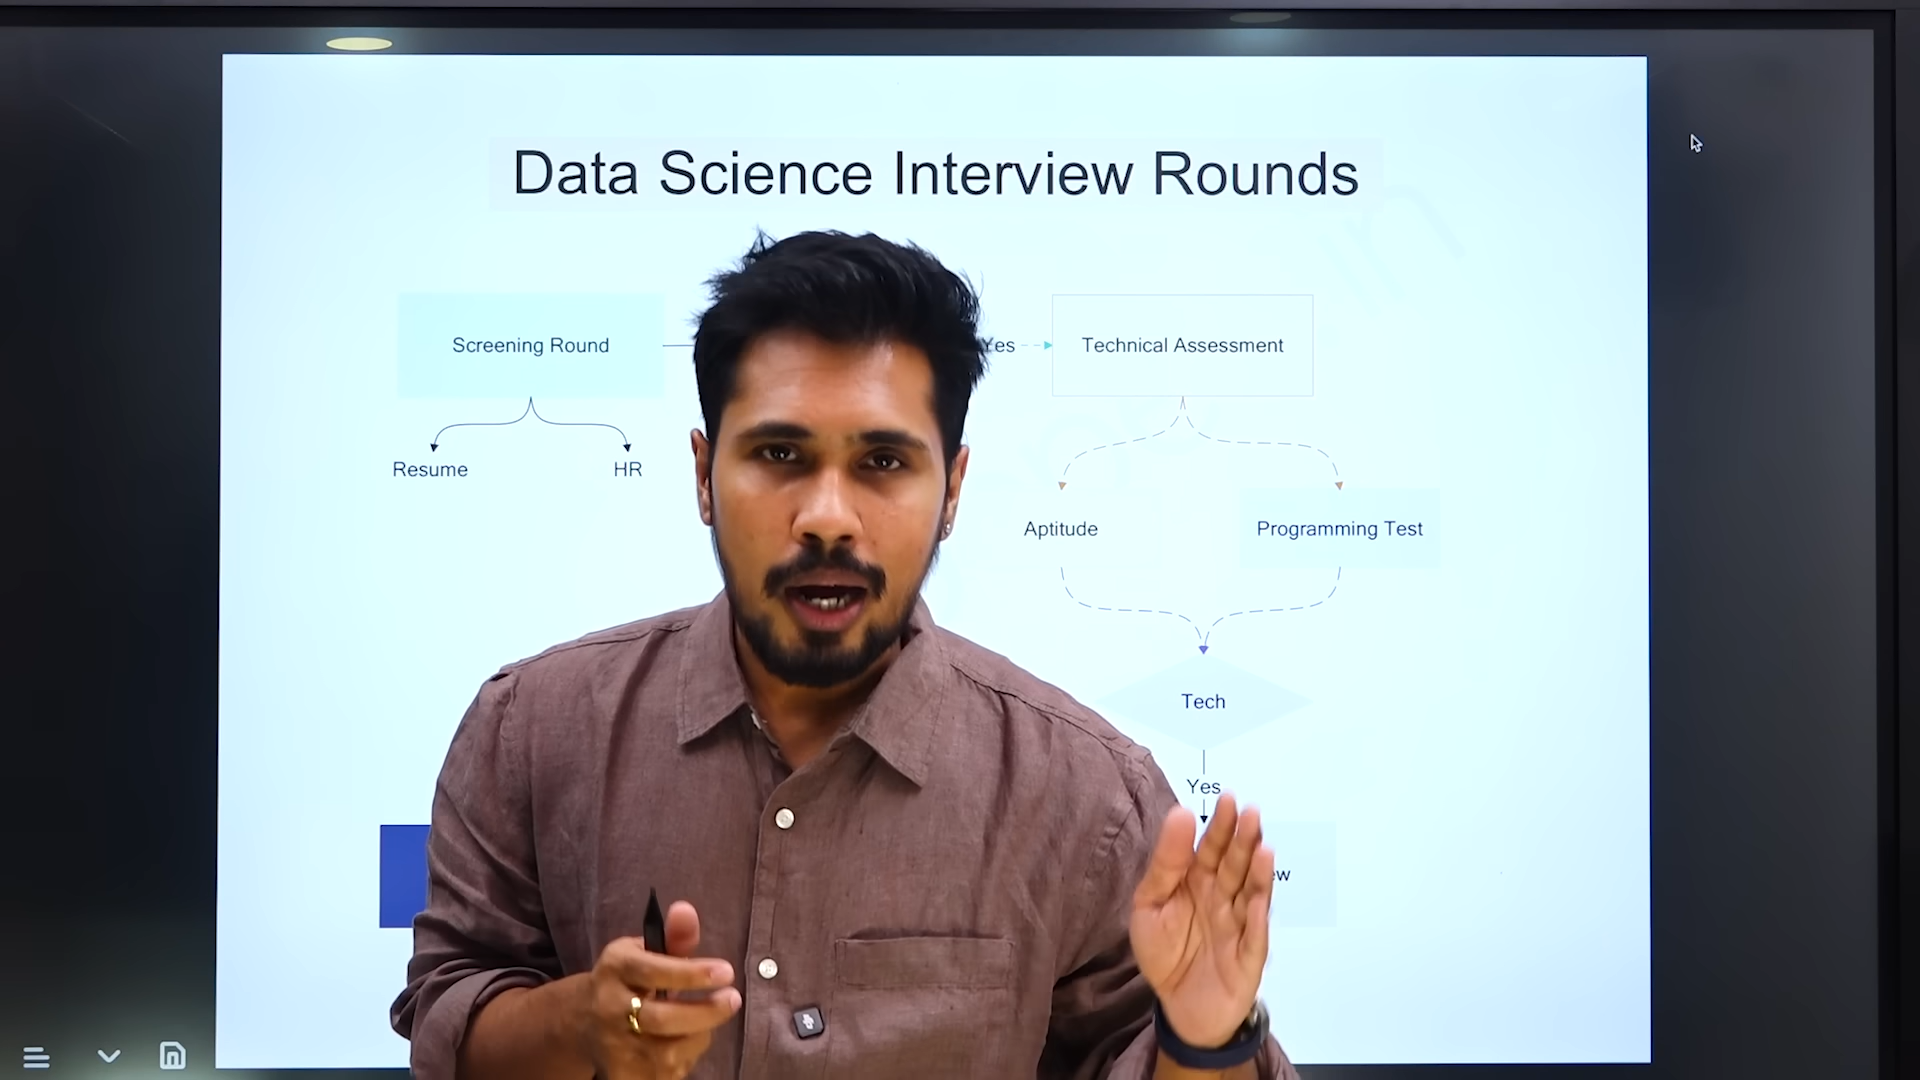 Data Science Interview Rounds
Screening Round
Yes
Technical Assessment
Resume
HR
Aptitude
Programming Test
Tech
Yes